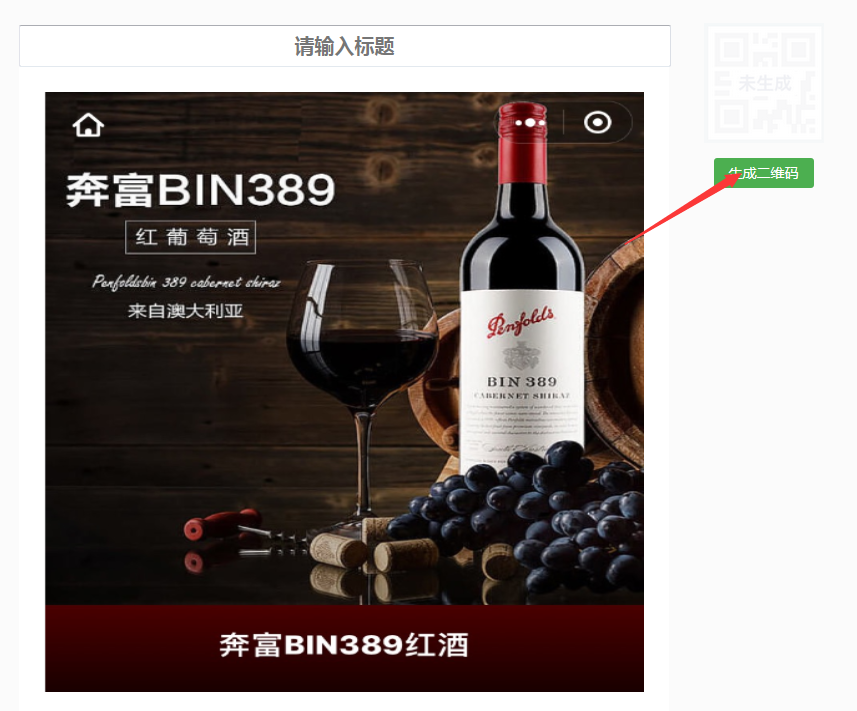 请输入标题
未生成
生成二维码
奔富BIN389
红葡萄酒
Penfoldsbin 389 cabernet shiraz
来自澳大利亚
Penfolds
BIN 389
CABERNET SHIRAZ
奔富BIN389红酒